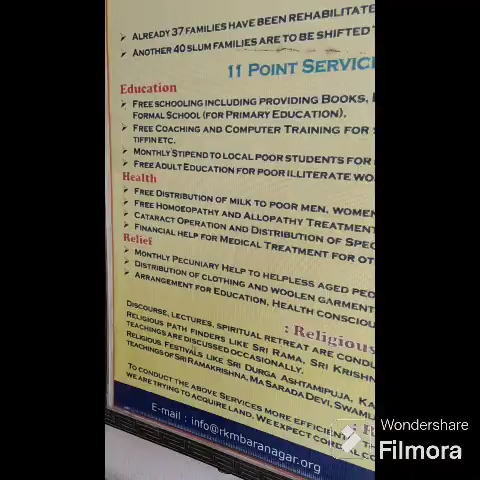 ALREADY 37 FAMILIES HAVE BEEN REHABILITATE
ANOTHER 40 SLUM FAMILIES ARE TO BE SHIFTED
11 POINT SERVIC
Education
FREE SCHOOLING INCLUDING PROVIDING BOOKS,
FORMAL SCHOOL (FOR PRIMARY EDUCATION).
FREE COACHING AND COMPUTER TRAINING FOR
TIFFIN ETC.
MONTHLY STIPEND TO LOCAL POOR STUDENTS FOR
FREE ADULT EDUCATION FOR POOR ILLITERATE WO
Health
FREE DISTRIBUTION OF MILK TO POOR MEN, WOMEN
FREE HOMOEOPATHY AND ALLOPATHY TREATMENT
CATARACT OPERATION AND DISTRIBUTION OF SPEC
FINANCIAL HELP FOR MEDICAL TREATMENT FOR OT
Relief
MONTHLY PECUNIARY HELP TO HELPLESS AGED PEO
DISTRIBUTION OF CLOTHING AND WOOLEN GARMENT
ARRANGEMENT FOR EDUCATION, HEALTH CONSCIOU
: Religious
DISCOURSE, LECTURES, SPIRITUAL RETREAT ARE CONDU
RELIGIOUS PATH FINDERS LIKE SRI RAMA, SRI KRISHN
TEACHINGS ARE DISCUSSED OCCASIONALLY.
RELIGIOUS FESTIVALS LIKE SRI DURGA ASHTAMIPUJA, KA
TEACHINGS OF SRI RAMAKRISHNA, MA SARADA DEVI, SWAMI
TO CONDUCT THE ABOVE SERVICES MORE EFFICIENT
WE ARE TRYING TO ACQUIRE LAND. WE EXPECT CORDIAL CO
E-mail : info@rkmbaranagar.org
Wondershare
Filmora